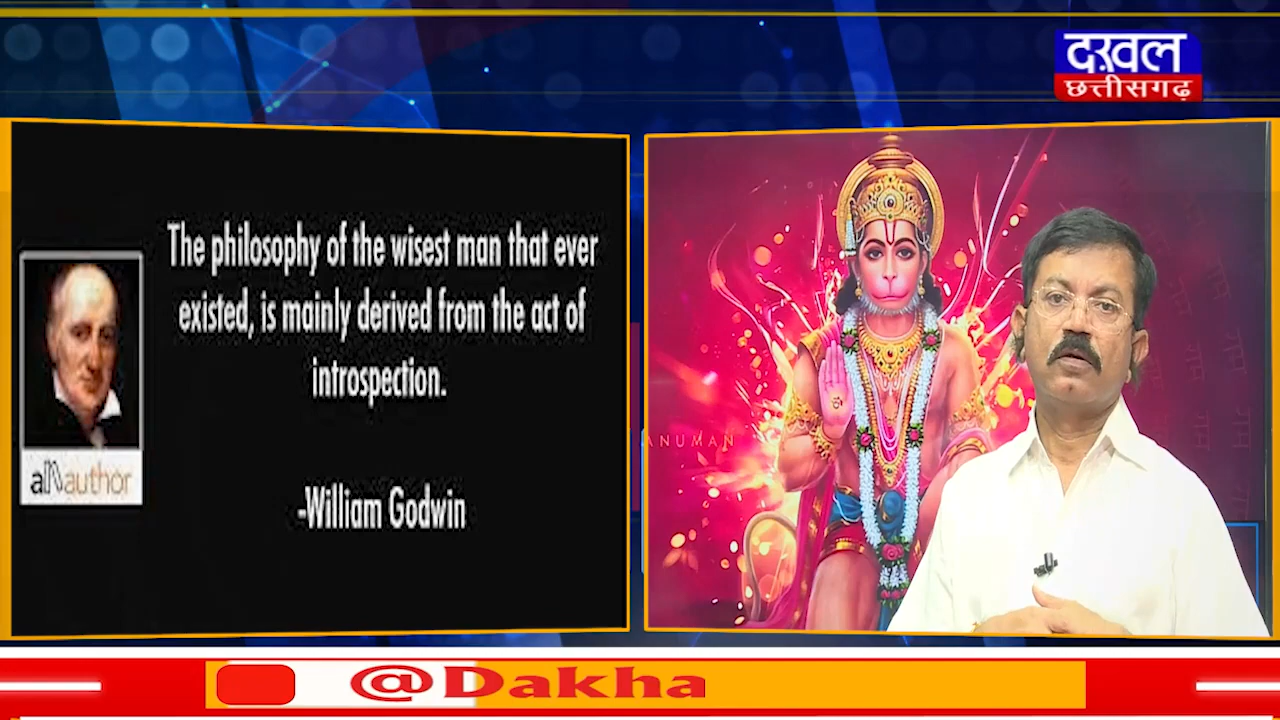 दख़ल
छत्तीसगढ़
The philosophy of the wisest man that ever
existed, is mainly derived from the act of
introspection.
-William Godwin
author
ANUMAN
राम राम
राम राम राम
@Dakha